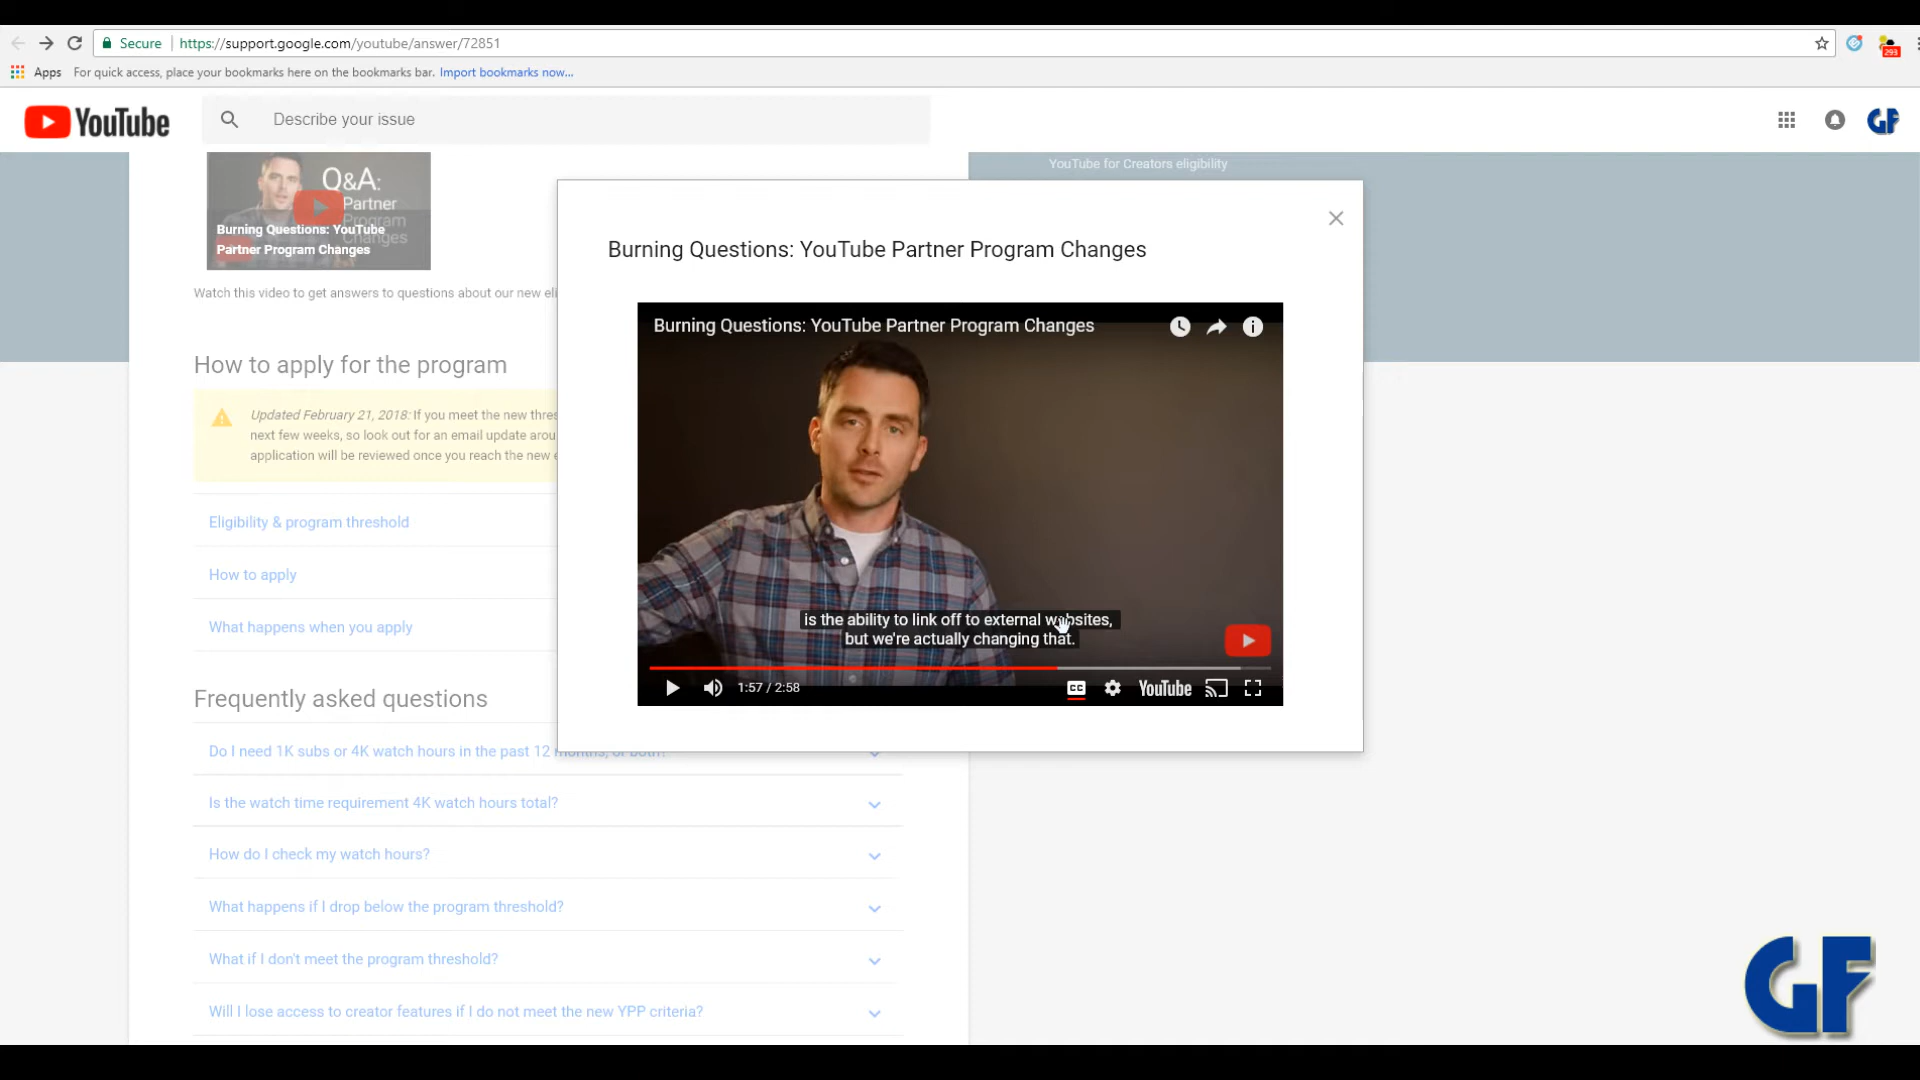 Secure
https://support.google.com/youtube/answer/72851
293
Apps
For quick access, place your bookmarks here on the bookmarks bar.
Import bookmarks now...
YouTube
Describe your issue
GF
Q&A:
Partner
Program
Changes
Burning Questions: YouTube
Partner Program Changes
YouTube for Creators eligibility
Watch this video to get answers to questions about our new eli
How to apply for the program
Updated February 21, 2018: If you meet the new thres
next few weeks, so look out for an email update arou
application will be reviewed once you reach the new e
Eligibility & program threshold
How to apply
What happens when you apply
Burning Questions: YouTube Partner Program Changes
Burning Questions: YouTube Partner Program Changes
is the ability to link off to external websites,
but we're actually changing that.
1:57 / 2:58
CC
YouTube
Frequently asked questions
Do I need 1K subs or 4K watch hours in the past 12 months, or both?
Is the watch time requirement 4K watch hours total?
How do I check my watch hours?
What happens if I drop below the program threshold?
What if I don't meet the program threshold?
Will I lose access to creator features if I do not meet the new YPP criteria?
GF